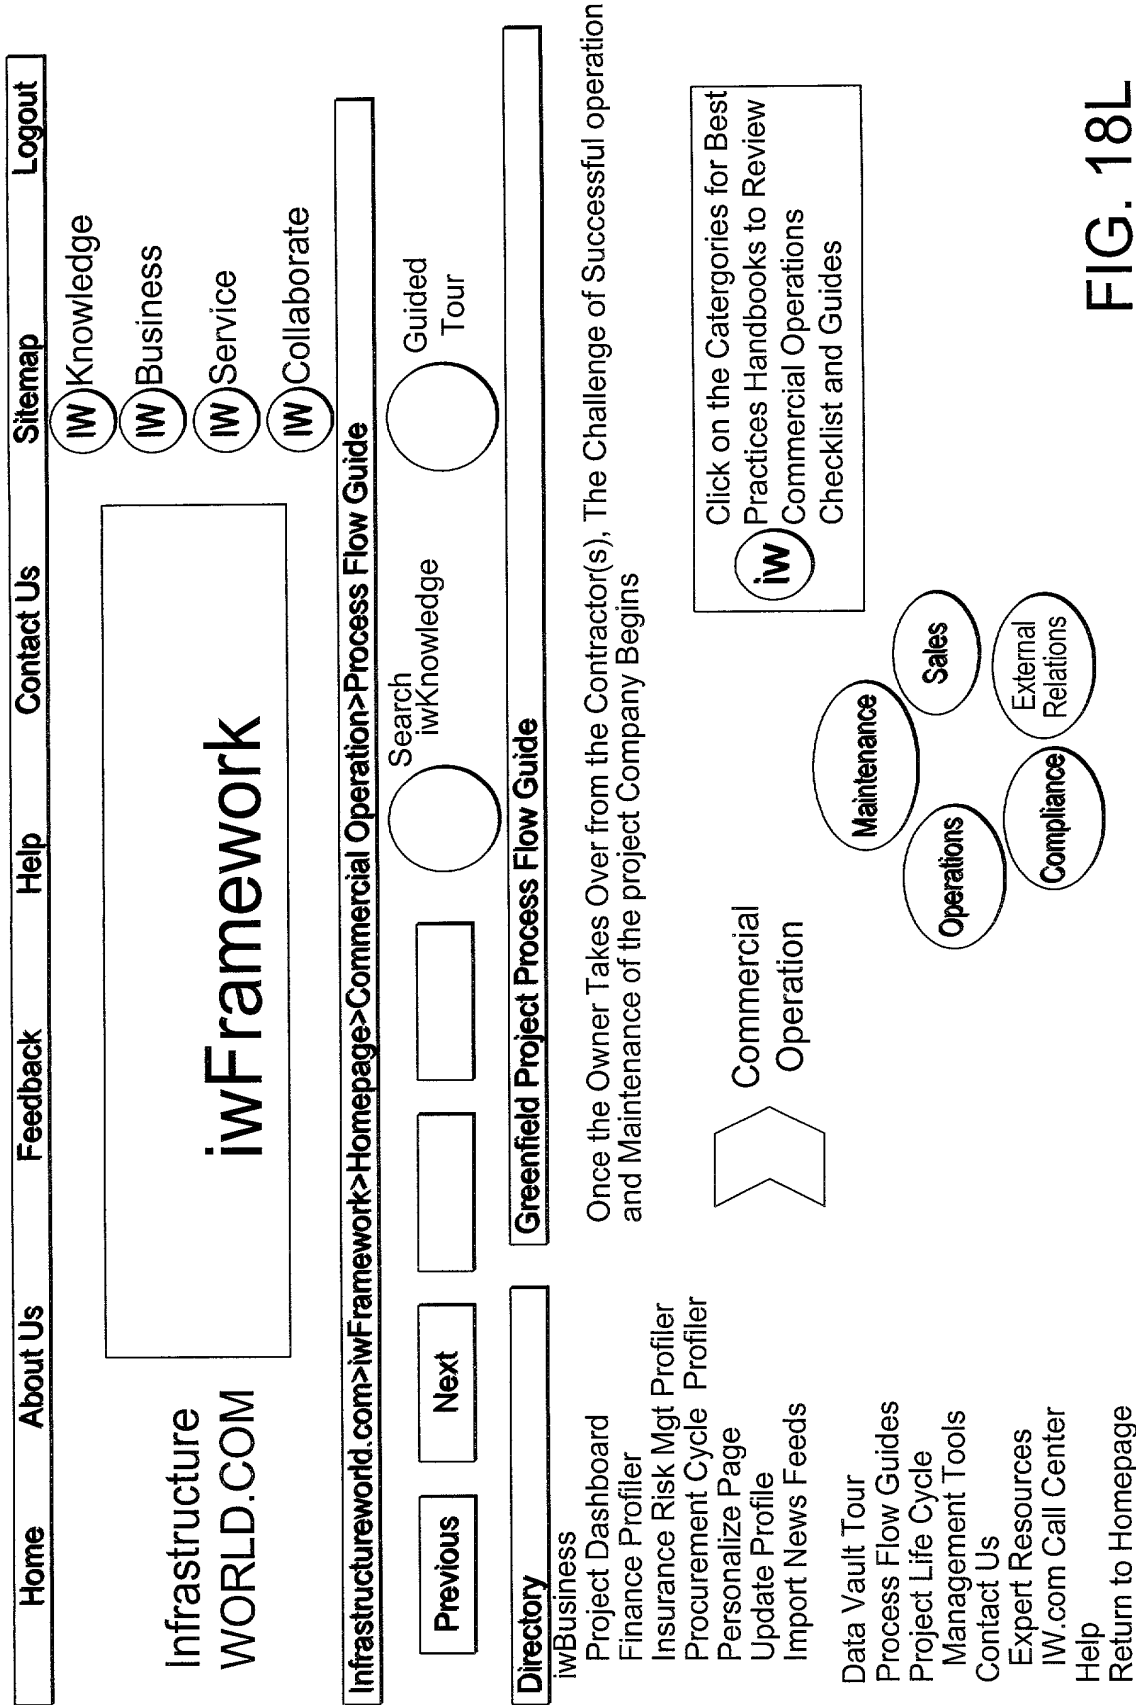 Home About Us Feedback Help Contact Us Sitemap Logout
Infrastructure
WORLD.COM
iwFramework
IW Knowledge
IW Business
IW Service
IW Collaborate
Infrastructureworld.com>iwFramework>Homepage>Commercial Operation>Process Flow Guide
Previous Next
Search
iwKnowledge
Guided
Tour
Directory
Greenfield Project Process Flow Guide
iwBusiness
Project Dashboard
Finance Profiler
Insurance Risk Mgt Profiler
Procurement Cycle Profiler
Personalize Page
Update Profile
Import News Feeds
Data Vault Tour
Process Flow Guides
Project Life Cycle
Management Tools
Contact Us
Expert Resources
IW.com Call Center
Help
Return to Homepage
Once the Owner Takes Over from the Contractor(s), The Challenge of Successful operation
and Maintenance of the project Company Begins
Commercial
Operation
iW
Click on the Catergories for Best
Practices Handbooks to Review
Commercial Operations
Checklist and Guides
Maintenance
Sales
Operations
External
Relations
Compliance
FIG. 18L